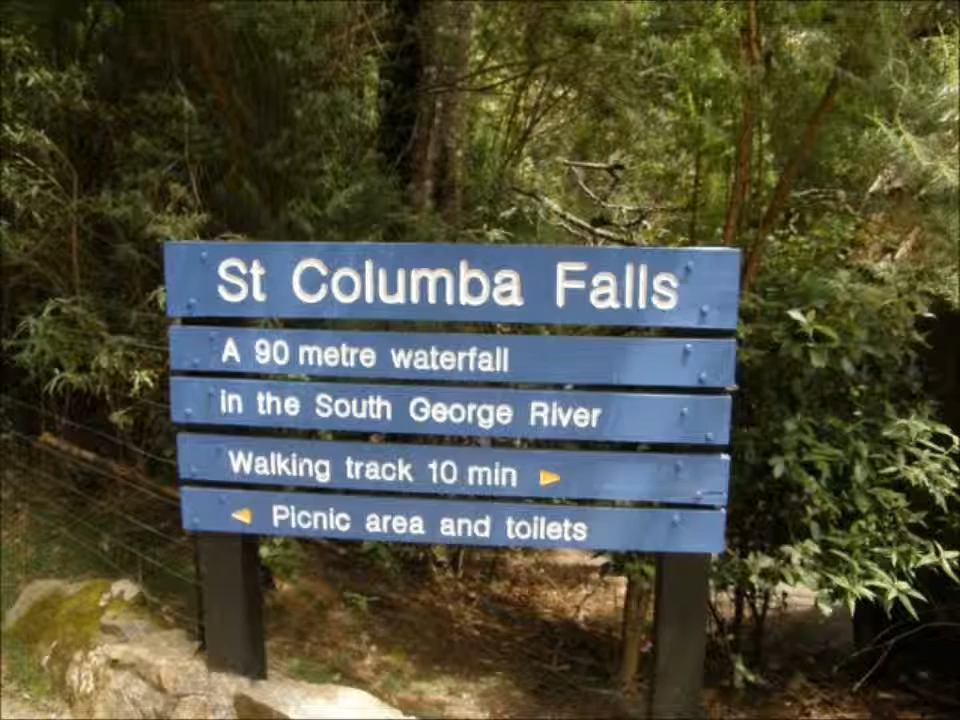 St Columba Falls
A 90 metre waterfall
in the South George River
Walking track 10 min
Picnic area and toilets